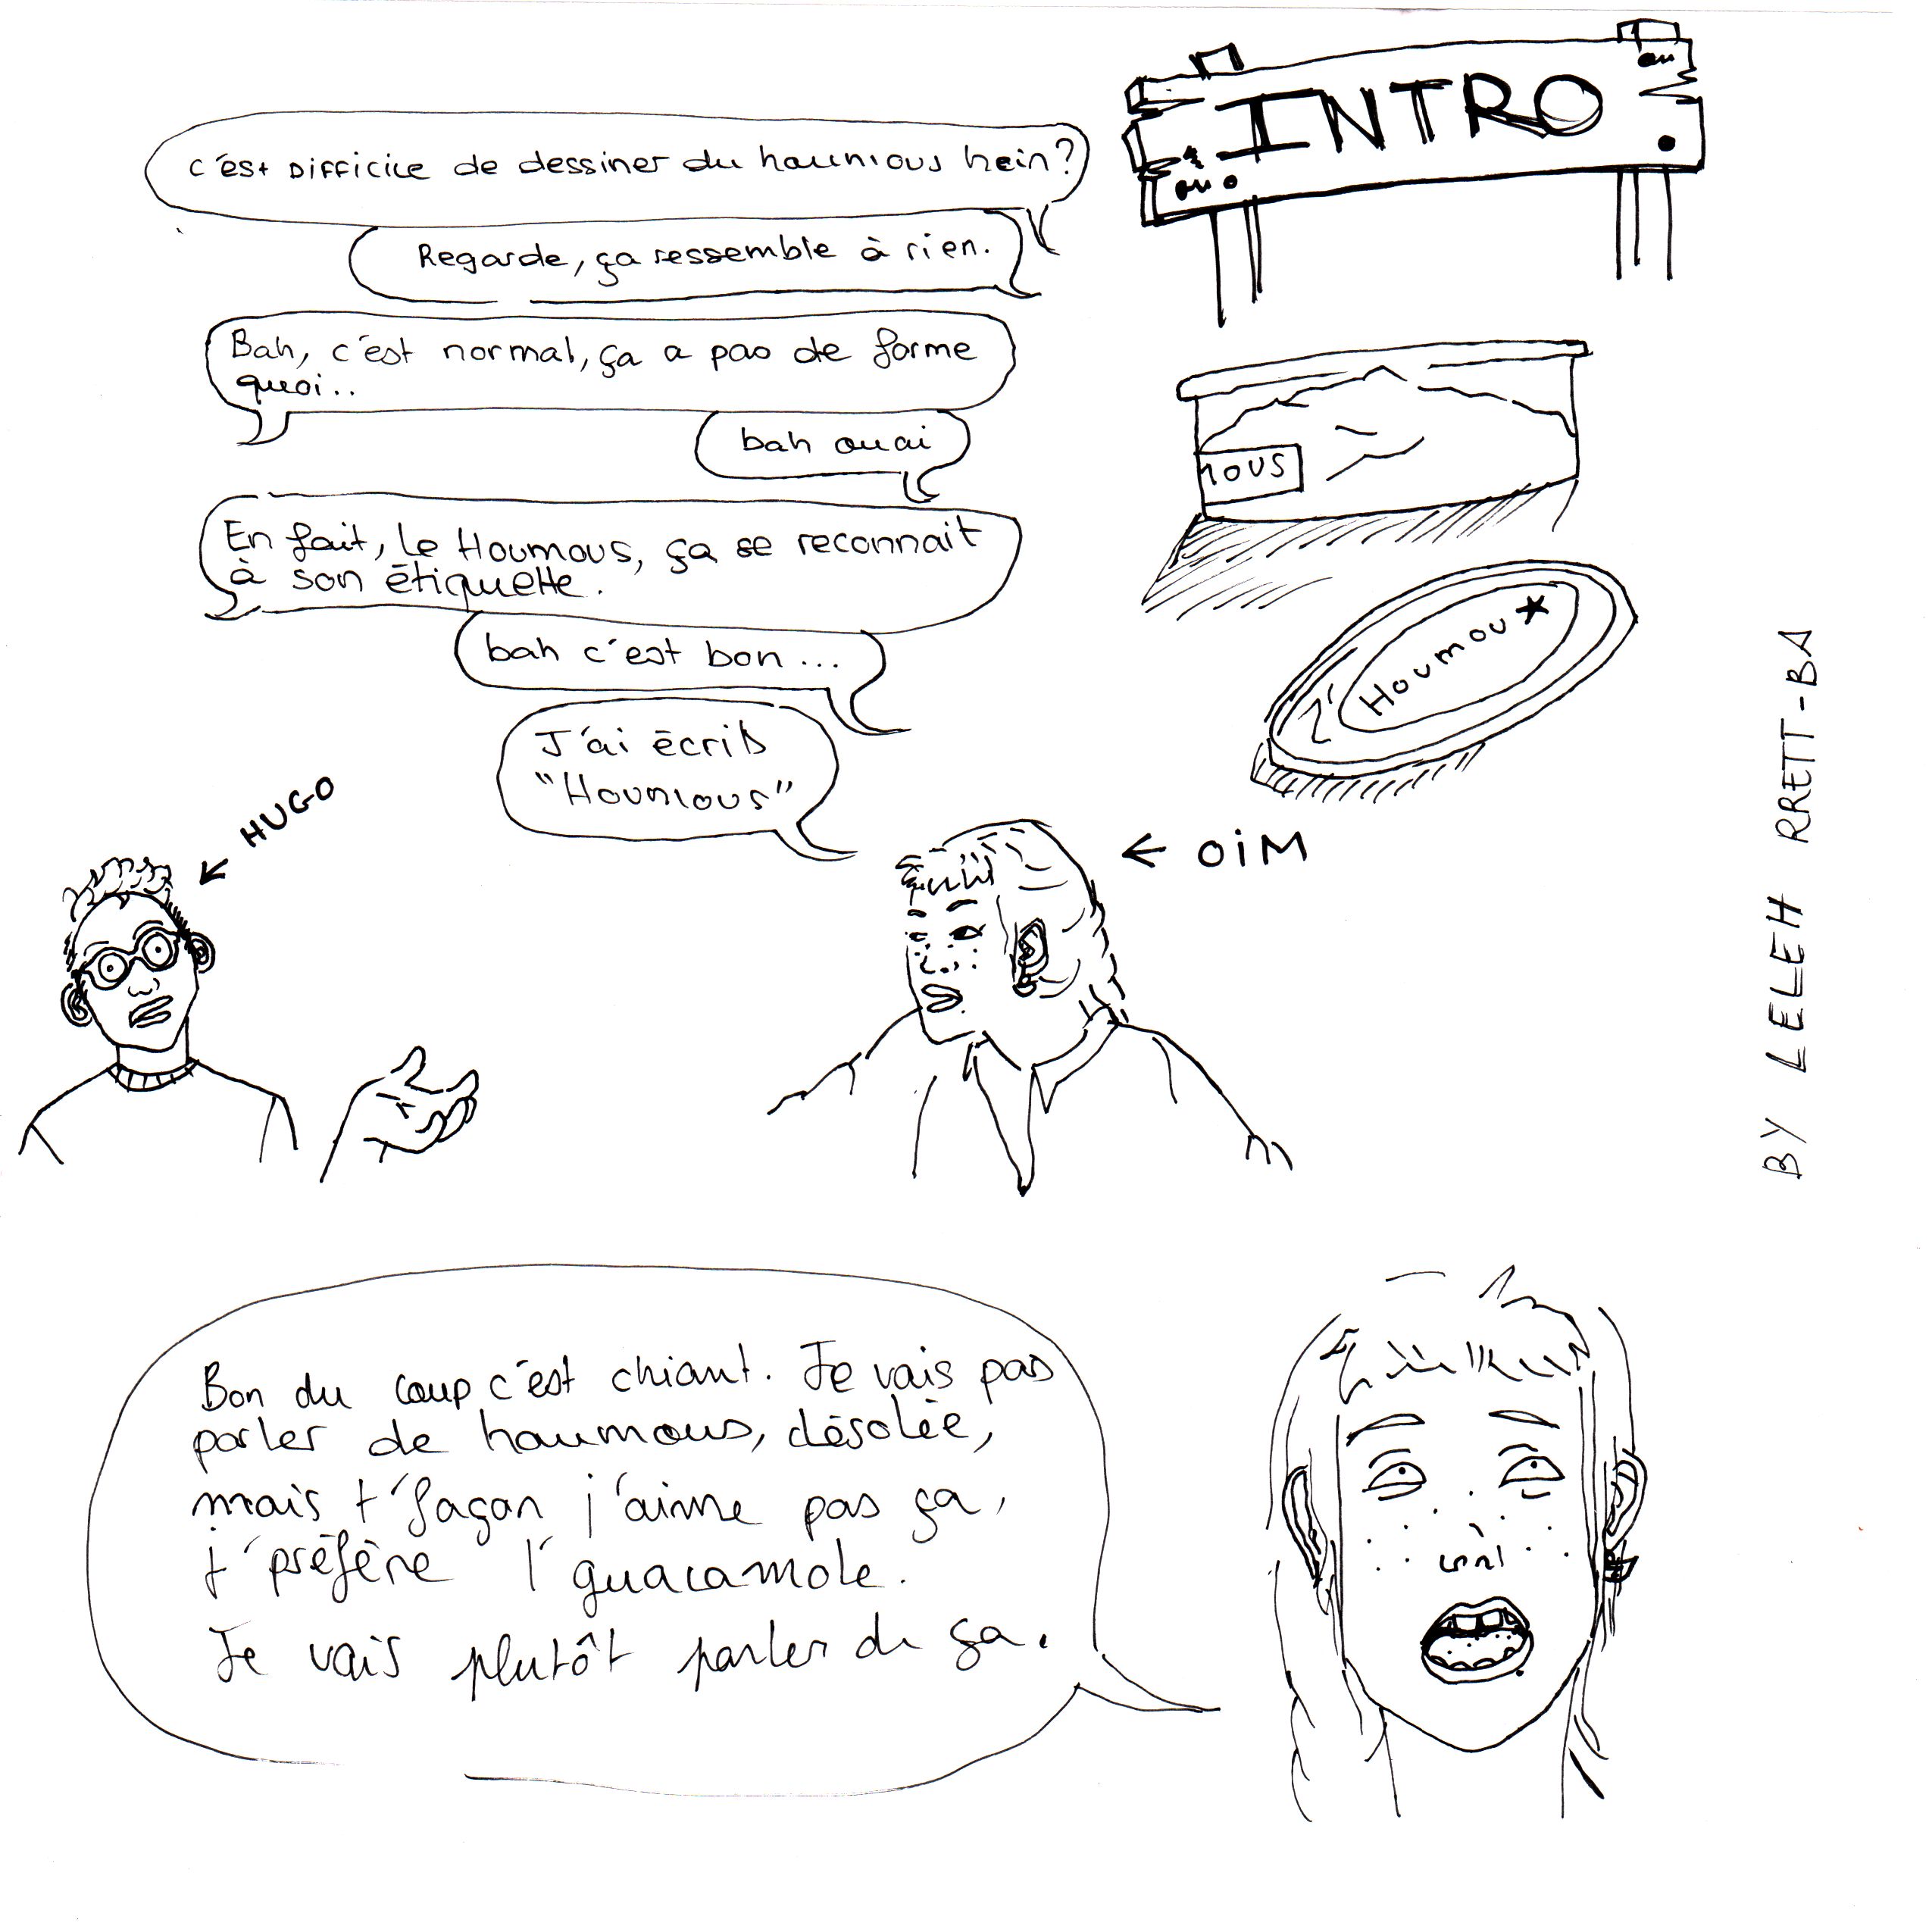 INTRO
c'est DIFFICILE de dessiner du houmous hein?
Regarde, ça ressemble à rien.
Bah, c'est normal, ça a pas de forme
quoi..
bah ouai
En fait, le Houmous, ça se reconnait
à son étiquette.
bah c'est bon ...
J'ai écrits
"Houmous"
MOUS
L'
Houmou★
HUGO
← OiM
BY LELEH RRETT-BA
Bon du coup c'est chiant. Je vais pas
parler de houmous, désolée,
mais t'façon j'aime pas ça,
j'préfère l'guacamole.
Je vais plutôt parler de ça.